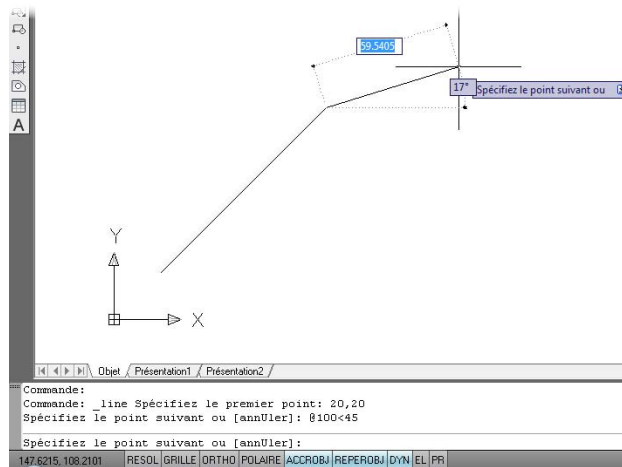 59.5405
17°
Spécifiez le point suivant ou
A
Y
X
Objet
Présentation1
Présentation2
Commande:
Commande: _line Spécifiez le premier point: 20,20
Spécifiez le point suivant ou [annUler]: @100<45
Spécifiez le point suivant ou [annUler]:
147.6215, 108.2101 RESOL GRILLE ORTHO POLAIRE ACCROBJ REPEROBJ DYN EL PR